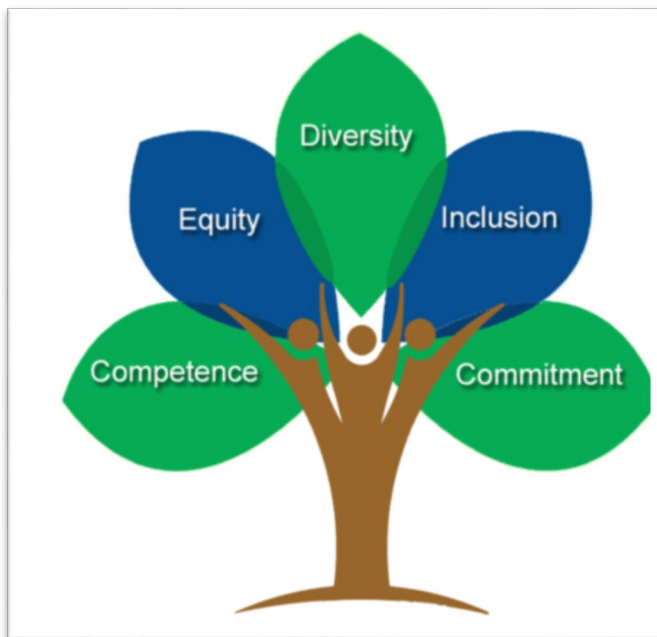 Diversity
Equity
Inclusion
Competence
Commitment